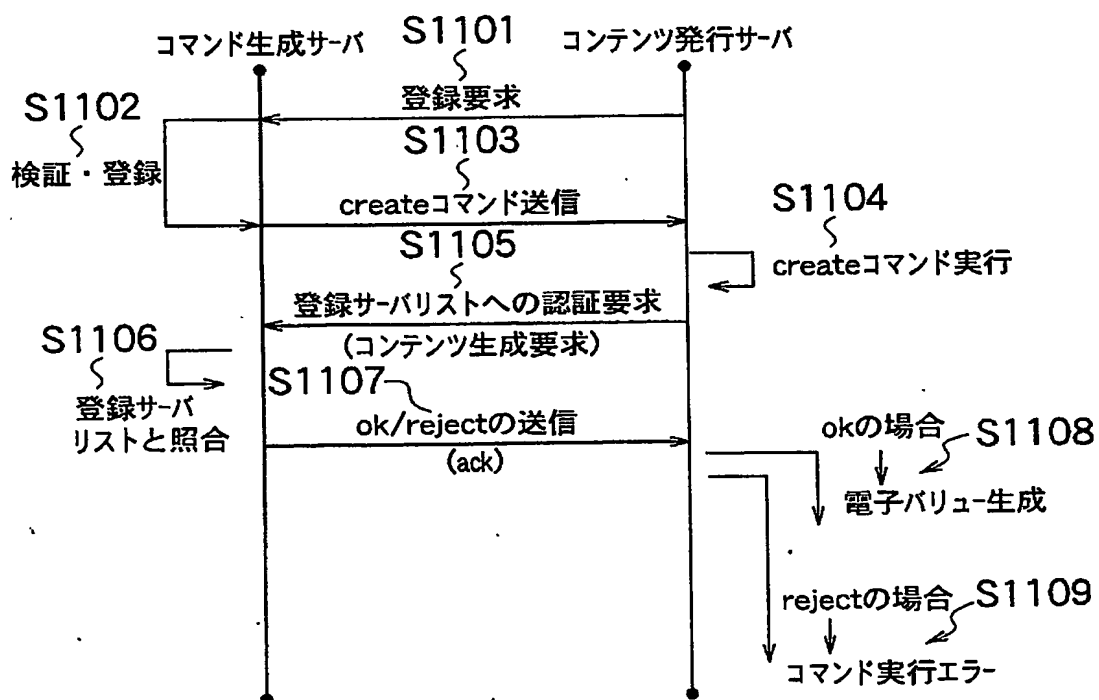 コマンド生成サーバ
S1101
コンテンツ発行サーバ
登録要求
S1102
検証・登録
S1103
createコマンド送信
S1104
createコマンド実行
S1105
登録サーバリストへの認証要求
(コンテンツ生成要求)
S1106
登録サーバ
リストと照合
S1107
ok/rejectの送信
(ack)
okの場合
S1108
電子バリュー生成
rejectの場合
S1109
コマンド実行エラー